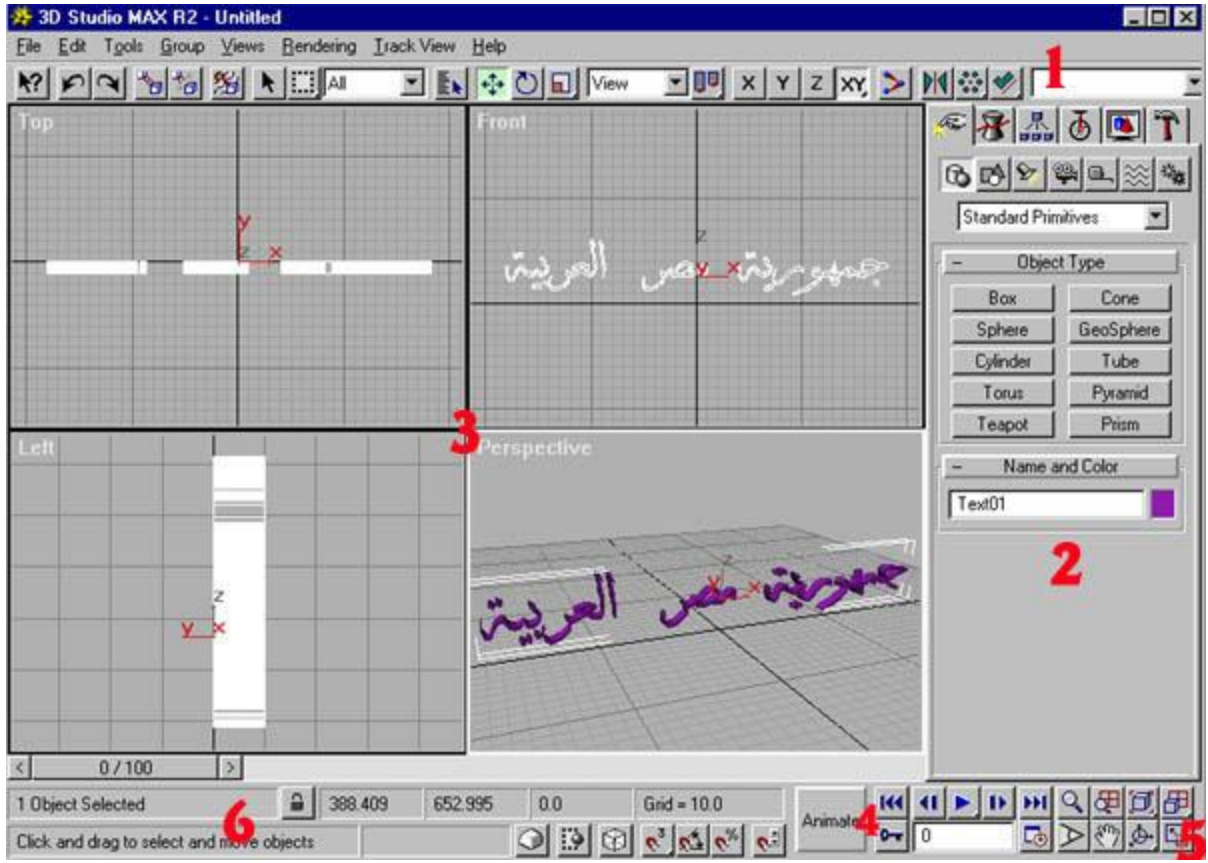 3D Studio MAX R2 - Untitled
File Edit Tools Group Views Rendering Track View Help
1
All View X Y Z XY
Top
Front
Standard Primitives
y
z x
z
جمهورية مصر العربية
y x
Object Type
Box Cone
Sphere GeoSphere
Cylinder Tube
Torus Pyramid
Teapot Prism
3
Left
Perspective
Name and Color
Text01
2
z
y x
z
y x
جمهورية مصر العربية
< 0 / 100 >
1 Object Selected 388.409 652.995 0.0 Grid = 10.0
Animate
4
0
5
6
Click and drag to select and move objects
3 %